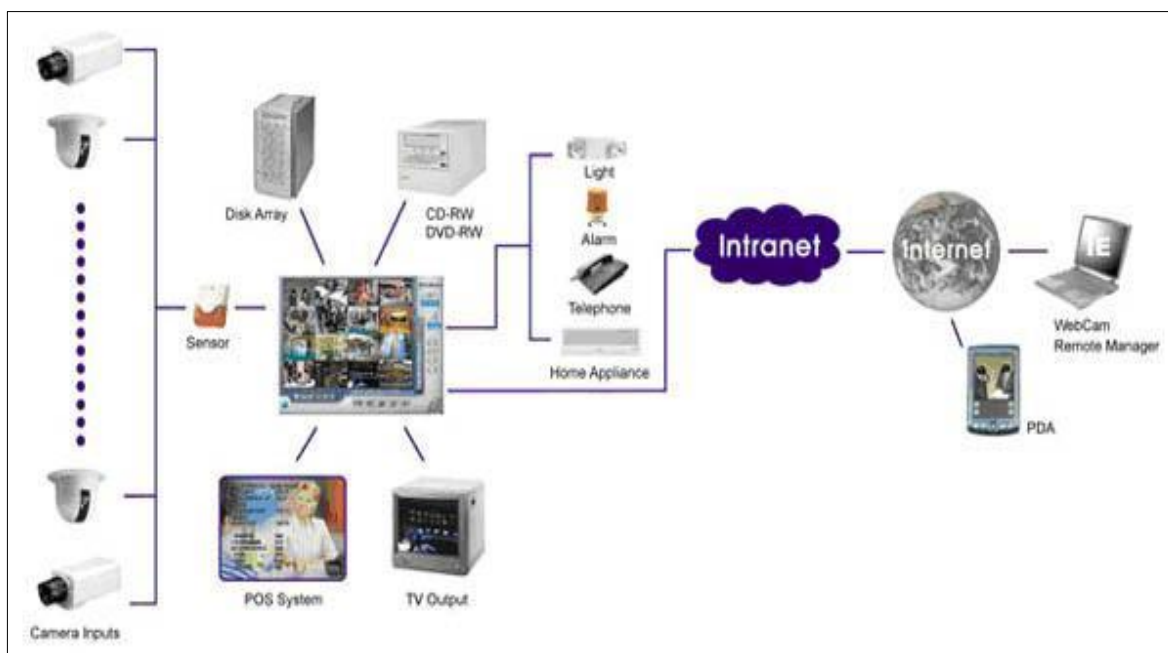 Disk Array
CD-RW
DVD-RW
Light
Alarm
Telephone
Home Appliance
Sensor
Intranet
Internet
IE
WebCam
Remote Manager
PDA
POS System
TV Output
Camera Inputs